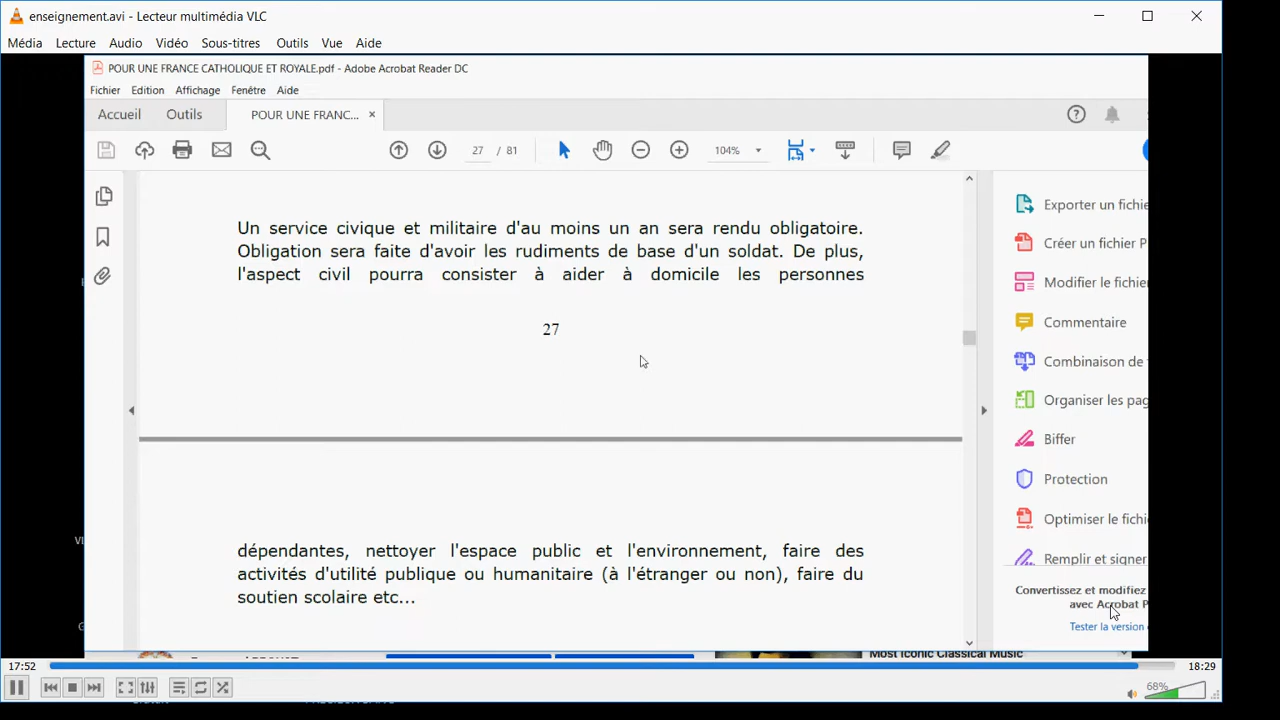 enseignement.avi - Lecteur multimédia VLC
Média Lecture Audio Vidéo Sous-titres Outils Vue Aide
POUR UNE FRANCE CATHOLIQUE ET ROYALE.pdf - Adobe Acrobat Reader DC
Fichier Edition Affichage Fenêtre Aide
Accueil Outils POUR UNE FRANC... ×
27 / 81 104%
Un service civique et militaire d'au moins un an sera rendu obligatoire.
Obligation sera faite d'avoir les rudiments de base d'un soldat. De plus,
l'aspect civil pourra consister à aider à domicile les personnes
27
dépendantes, nettoyer l'espace public et l'environnement, faire des
activités d'utilité publique ou humanitaire (à l'étranger ou non), faire du
soutien scolaire etc...
Exporter un fichie
Créer un fichier P
Modifier le fichier
Commentaire
Combinaison de
Organiser les pag
Biffer
Protection
Optimiser le fichi
Remplir et signer
Convertissez et modifiez
avec Acrobat P
Tester la version
Most Iconic Classical Music
17:52 18:29
68%